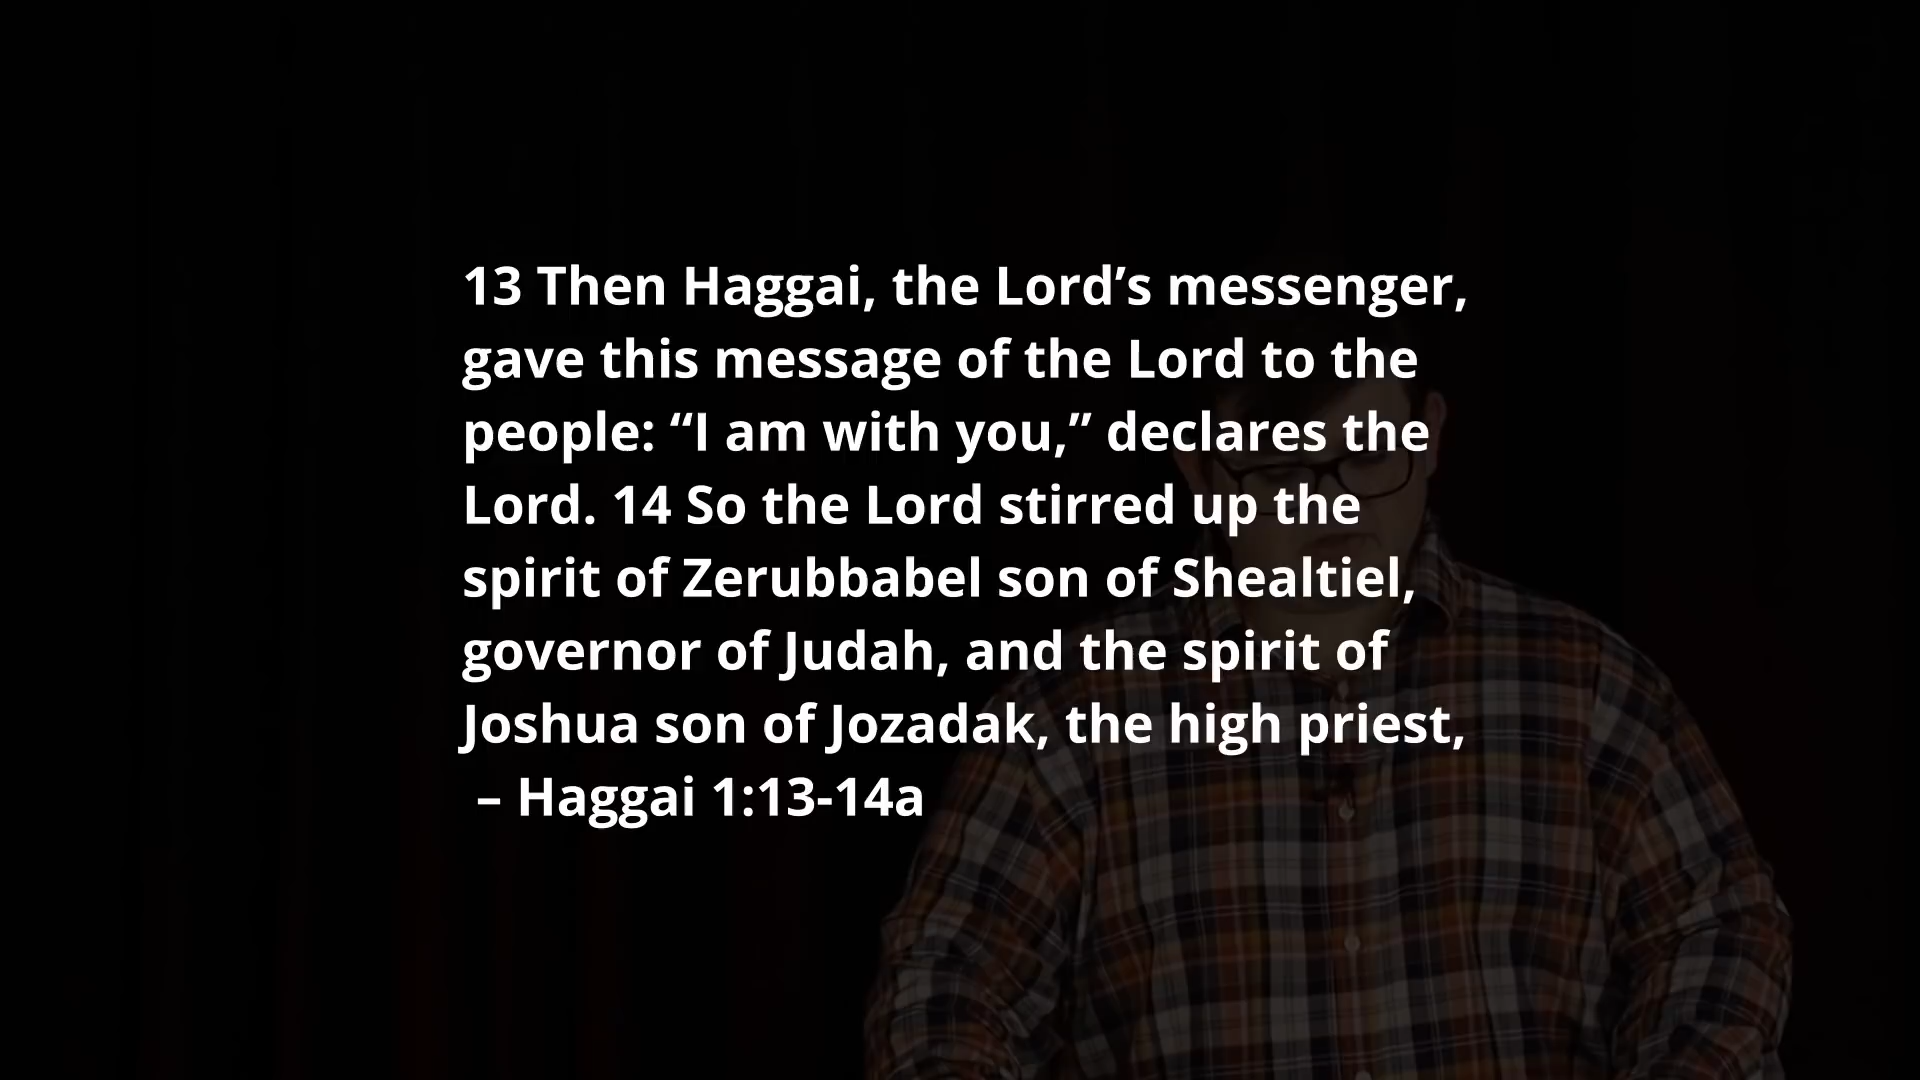 13 Then Haggai, the Lord’s messenger,
gave this message of the Lord to the
people: “I am with you,” declares the
Lord. 14 So the Lord stirred up the
spirit of Zerubbabel son of Shealtiel,
governor of Judah, and the spirit of
Joshua son of Jozadak, the high priest,
– Haggai 1:13-14a